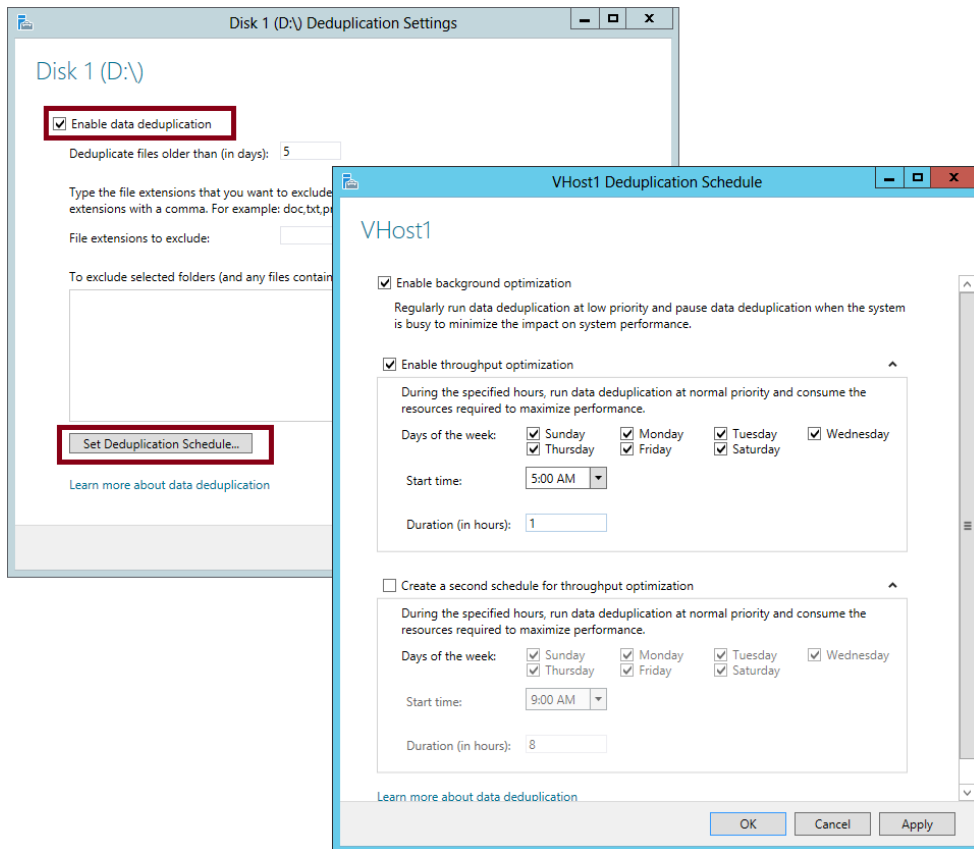 Disk 1 (D:\) Deduplication Settings
Disk 1 (D:\)
Enable data deduplication
Deduplicate files older than (in days): 5
Type the file extensions that you want to exclude
extensions with a comma. For example: doc,txt,pr
File extensions to exclude:
To exclude selected folders (and any files contain
Set Deduplication Schedule...
Learn more about data deduplication
VHost1 Deduplication Schedule
VHost1
Enable background optimization
Regularly run data deduplication at low priority and pause data deduplication when the system
is busy to minimize the impact on system performance.
Enable throughput optimization
During the specified hours, run data deduplication at normal priority and consume the
resources required to maximize performance.
Days of the week: Sunday Monday Tuesday Wednesday
Thursday Friday Saturday
Start time: 5:00 AM
Duration (in hours): 1
Create a second schedule for throughput optimization
During the specified hours, run data deduplication at normal priority and consume the
resources required to maximize performance.
Days of the week: Sunday Monday Tuesday Wednesday
Thursday Friday Saturday
Start time: 9:00 AM
Duration (in hours): 8
Learn more about data deduplication
OK Cancel Apply